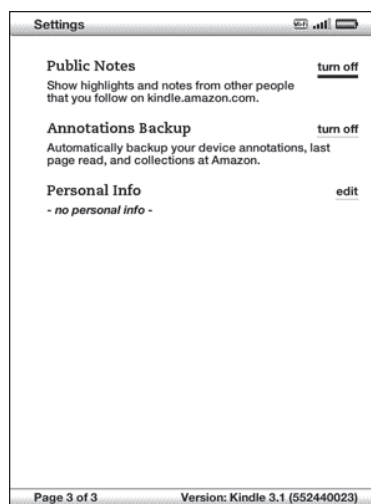 Settings
Public Notes turn off
Show highlights and notes from other people
that you follow on kindle.amazon.com.
Annotations Backup turn off
Automatically backup your device annotations, last
page read, and collections at Amazon.
Personal Info edit
- no personal info -
Page 3 of 3 Version: Kindle 3.1 (552440023)